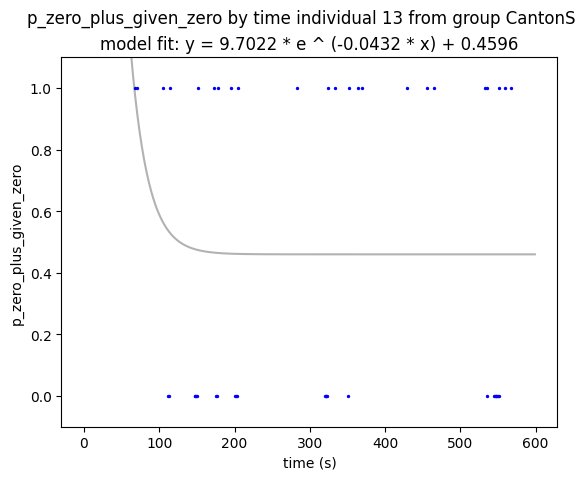 p_zero_plus_given_zero by time individual 13 from group CantonS
model fit: y = 9.7022 * e ^ (-0.0432 * x) + 0.4596
1.0
0.8
0.6
0.4
0.2
0.0
p_zero_plus_given_zero
0 100 200 300 400 500 600
time (s)